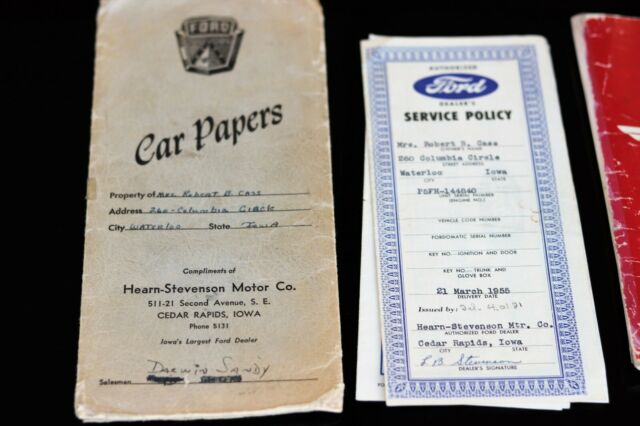 FORD
Car Papers
Property of Mrs. Robert B. Cass
Address 260 - Columbia Circle
City Waterloo State Iowa
Compliments of
Hearn-Stevenson Motor Co.
511-21 Second Avenue, S. E.
CEDAR RAPIDS, IOWA
Phone 5131
Iowa's Largest Ford Dealer
Salesman Darwin Sandy
AUTHORIZED
Ford
DEALER'S
SERVICE POLICY
Mrs. Robert B. Cass
OWNER'S NAME
260 Columbia Circle
STREET ADDRESS
Waterloo Iowa
CITY STATE
P5FH-144840
UNIT SERIAL NUMBER
(ENGINE NO.)
VEHICLE CODE NUMBER
FORDOMATIC SERIAL NUMBER
KEY NO.—IGNITION AND DOOR
KEY NO.—TRUNK AND
GLOVE BOX
21 March 1955
DELIVERY DATE
Issued by:
Hearn-Stevenson Mtr. Co.
AUTHORIZED FORD DEALER
Cedar Rapids, Iowa
CITY STATE
L B Stevenson
DEALER'S SIGNATURE